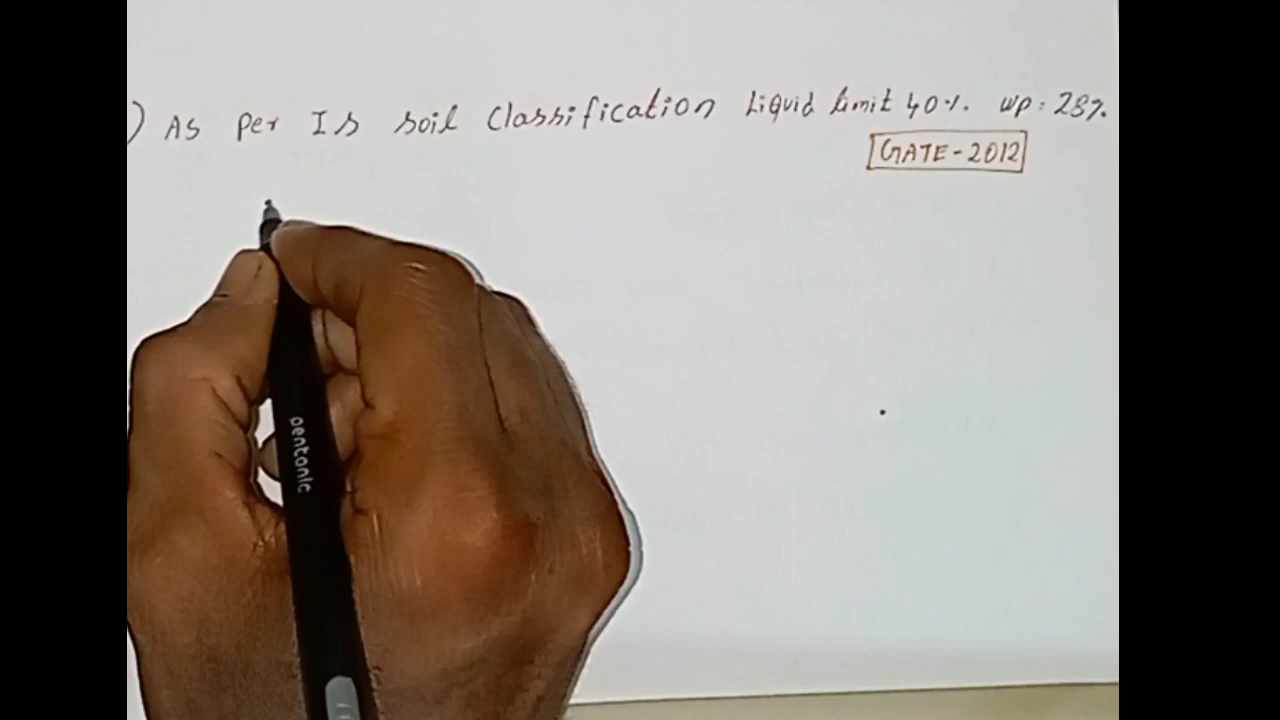 ) As per Is soil classification Liquid limit 40%. wp: 28%.
GATE-2012
pentonic